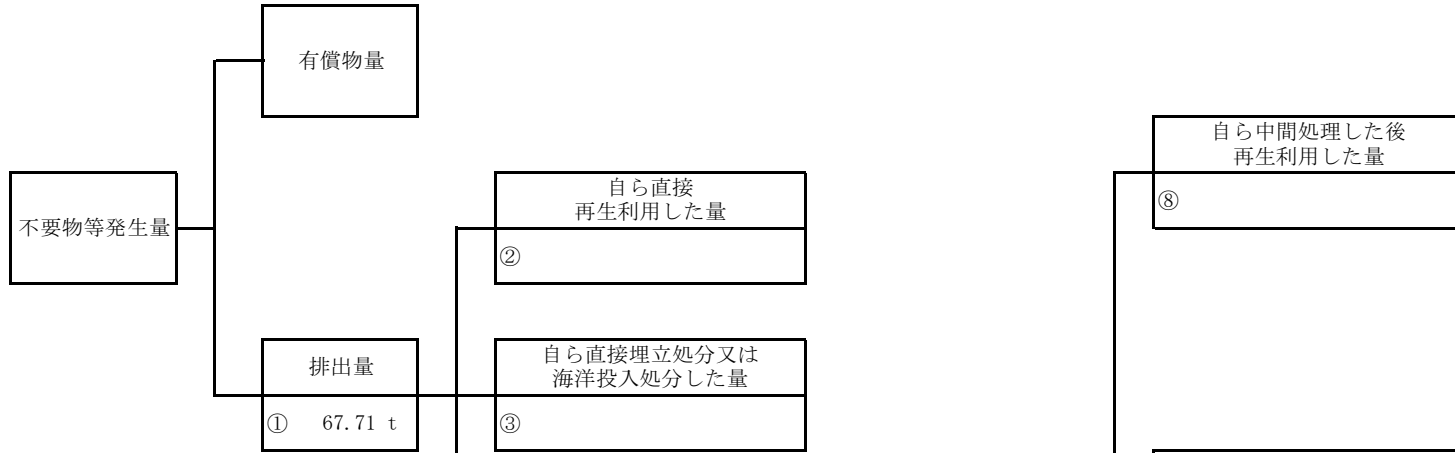 有償物量
自ら中間処理した後
再生利用した量
⑧
不要物等発生量
自ら直接
再生利用した量
②
排出量
① 67.71 t
自ら直接埋立処分又は
海洋投入処分した量
③